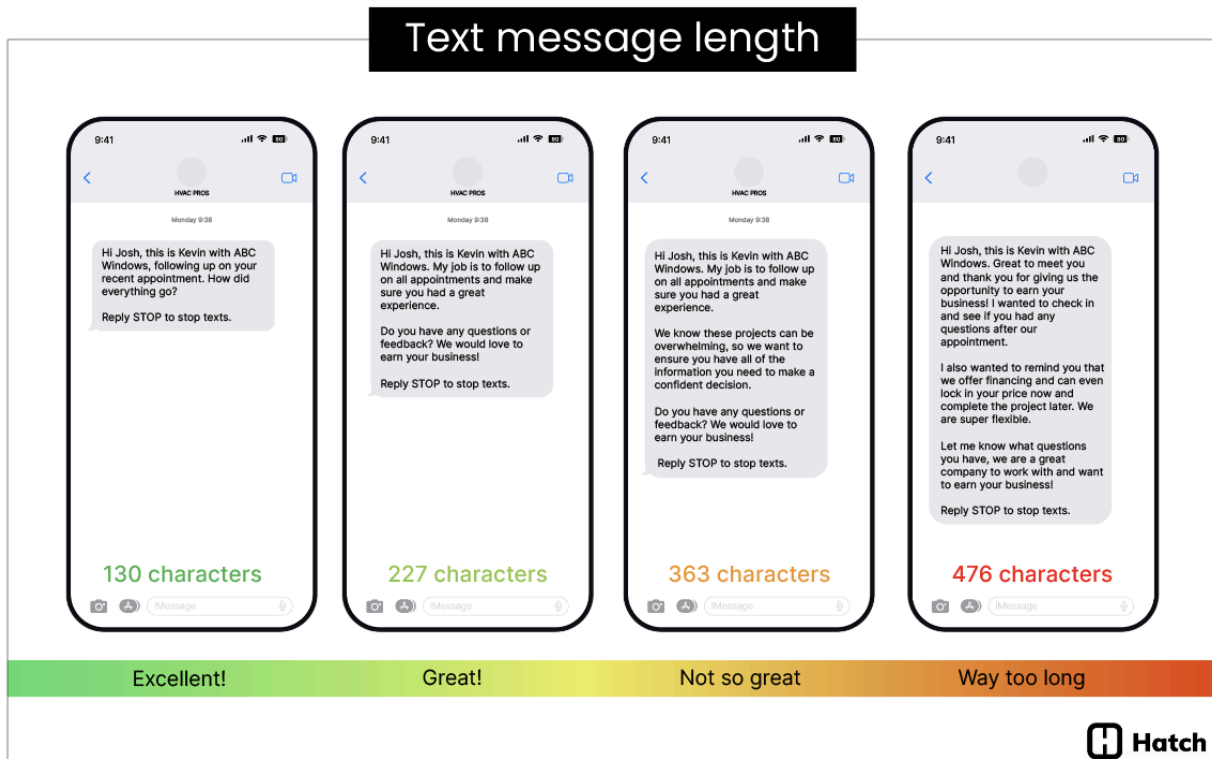 Text message length
9:41
80
HVAC PROS
Monday 9:38
Hi Josh, this is Kevin with ABC
Windows, following up on your
recent appointment. How did
everything go?
Reply STOP to stop texts.
130 characters
iMessage
9:41
80
HVAC PROS
Monday 9:38
Hi Josh, this is Kevin with ABC
Windows. My job is to follow up
on all appointments and make
sure you had a great
experience.
Do you have any questions or
feedback? We would love to
earn your business!
Reply STOP to stop texts.
227 characters
iMessage
9:41
80
HVAC PROS
Monday 9:38
Hi Josh, this is Kevin with ABC
Windows. My job is to follow up
on all appointments and make
sure you had a great
experience.
We know these projects can be
overwhelming, so we want to
ensure you have all of the
information you need to make a
confident decision.
Do you have any questions or
feedback? We would love to
earn your business!
Reply STOP to stop texts.
363 characters
iMessage
9:41
80
Hi Josh, this is Kevin with ABC
Windows. Great to meet you
and thank you for giving us the
opportunity to earn your
business! I wanted to check in
and see if you had any
questions after our
appointment.
I also wanted to remind you that
we offer financing and can even
lock in your price now and
complete the project later. We
are super flexible.
Let me know what questions
you have, we are a great
company to work with and want
to earn your business!
Reply STOP to stop texts.
476 characters
iMessage
Excellent!
Great!
Not so great
Way too long
Hatch